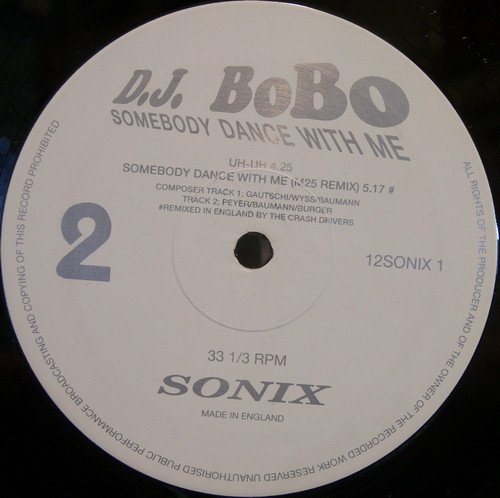 D.J. BoBo
SOMEBODY DANCE WITH ME
UH-UH 4.25
SOMEBODY DANCE WITH ME (M25 REMIX) 5.17 #
COMPOSER TRACK 1; GAUTSCHI/WYSS/BAUMANN
TRACK 2; PEYER/BAUMANN/BURGER
#REMIXED IN ENGLAND BY THE CRASH DRIVERS
2
12SONIX 1
33 1/3 RPM
SONIX
MADE IN ENGLAND
ALL RIGHTS OF THE PRODUCER AND OF THE OWNER OF THE RECORDED WORK RESERVED UNAUTHORISED PUBLIC PERFORMANCE BROADCASTING AND COPYING OF THIS RECORD PROHIBITED